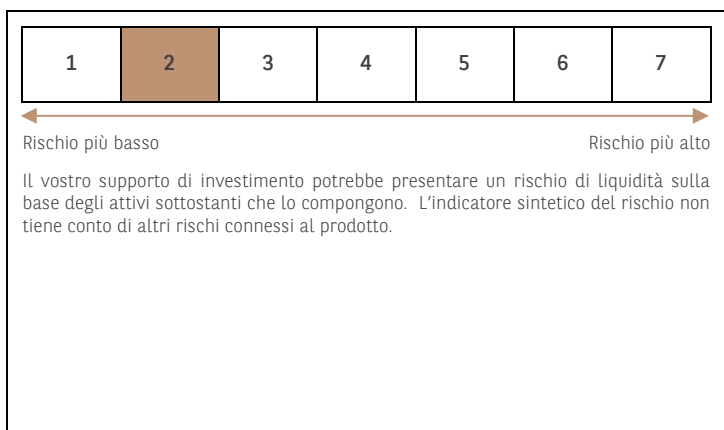 1 2 3 4 5 6 7
Rischio più basso Rischio più alto
Il vostro supporto di investimento potrebbe presentare un rischio di liquidità sulla
base degli attivi sottostanti che lo compongono. L'indicatore sintetico del rischio non
tiene conto di altri rischi connessi al prodotto.